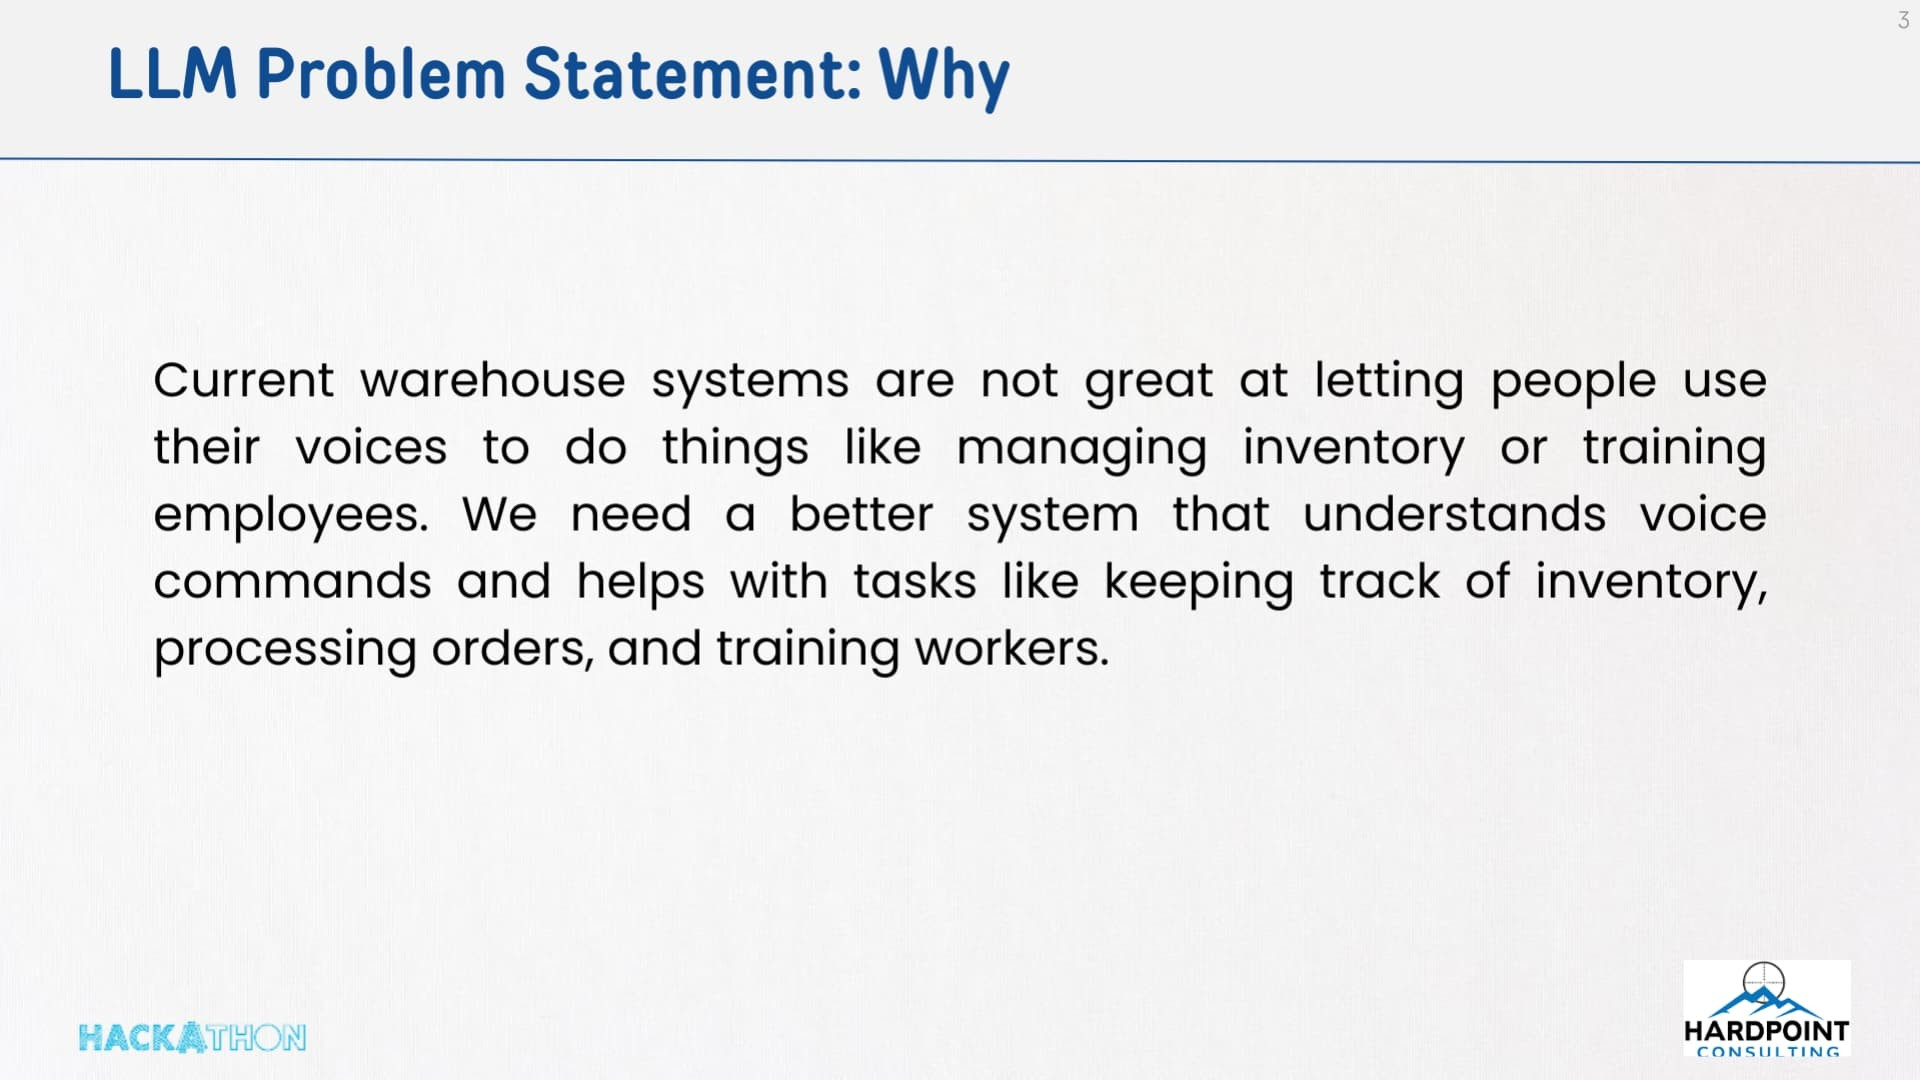 3
LLM Problem Statement: Why
Current warehouse systems are not great at letting people use
their voices to do things like managing inventory or training
employees. We need a better system that understands voice
commands and helps with tasks like keeping track of inventory,
processing orders, and training workers.
HACKATHON
HARDPOINT
CONSULTING